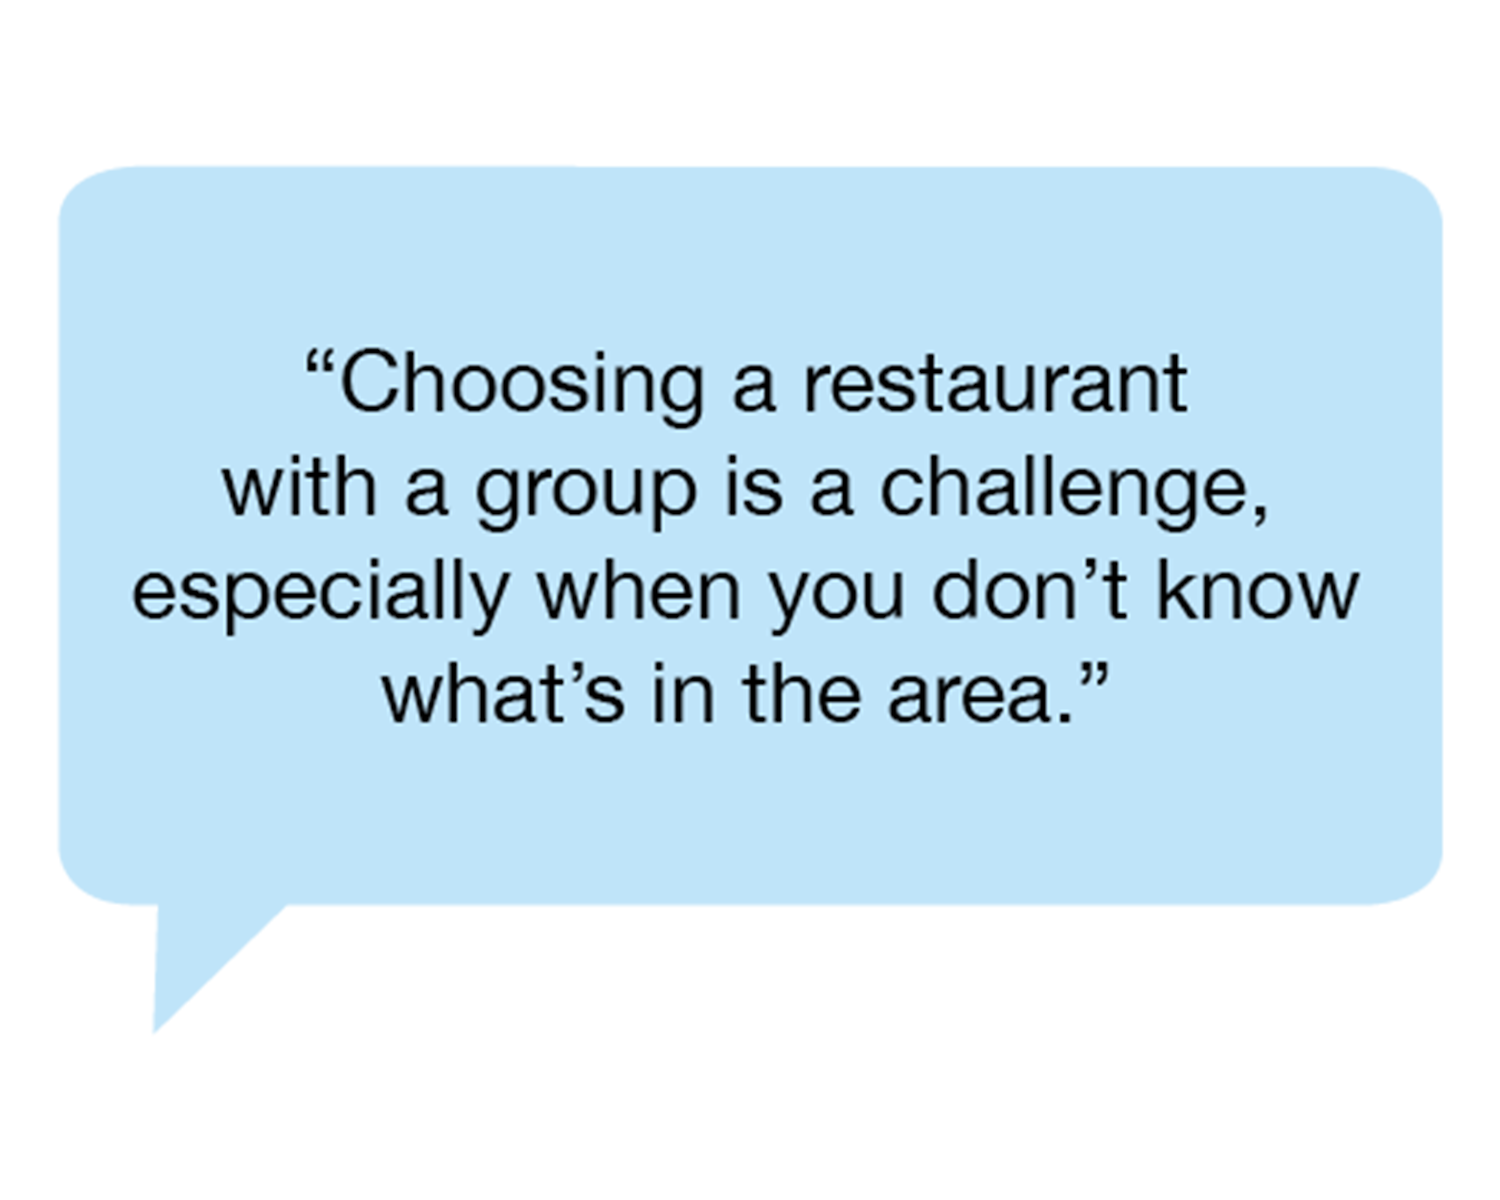 “Choosing a restaurant
with a group is a challenge,
especially when you don’t know
what’s in the area.”